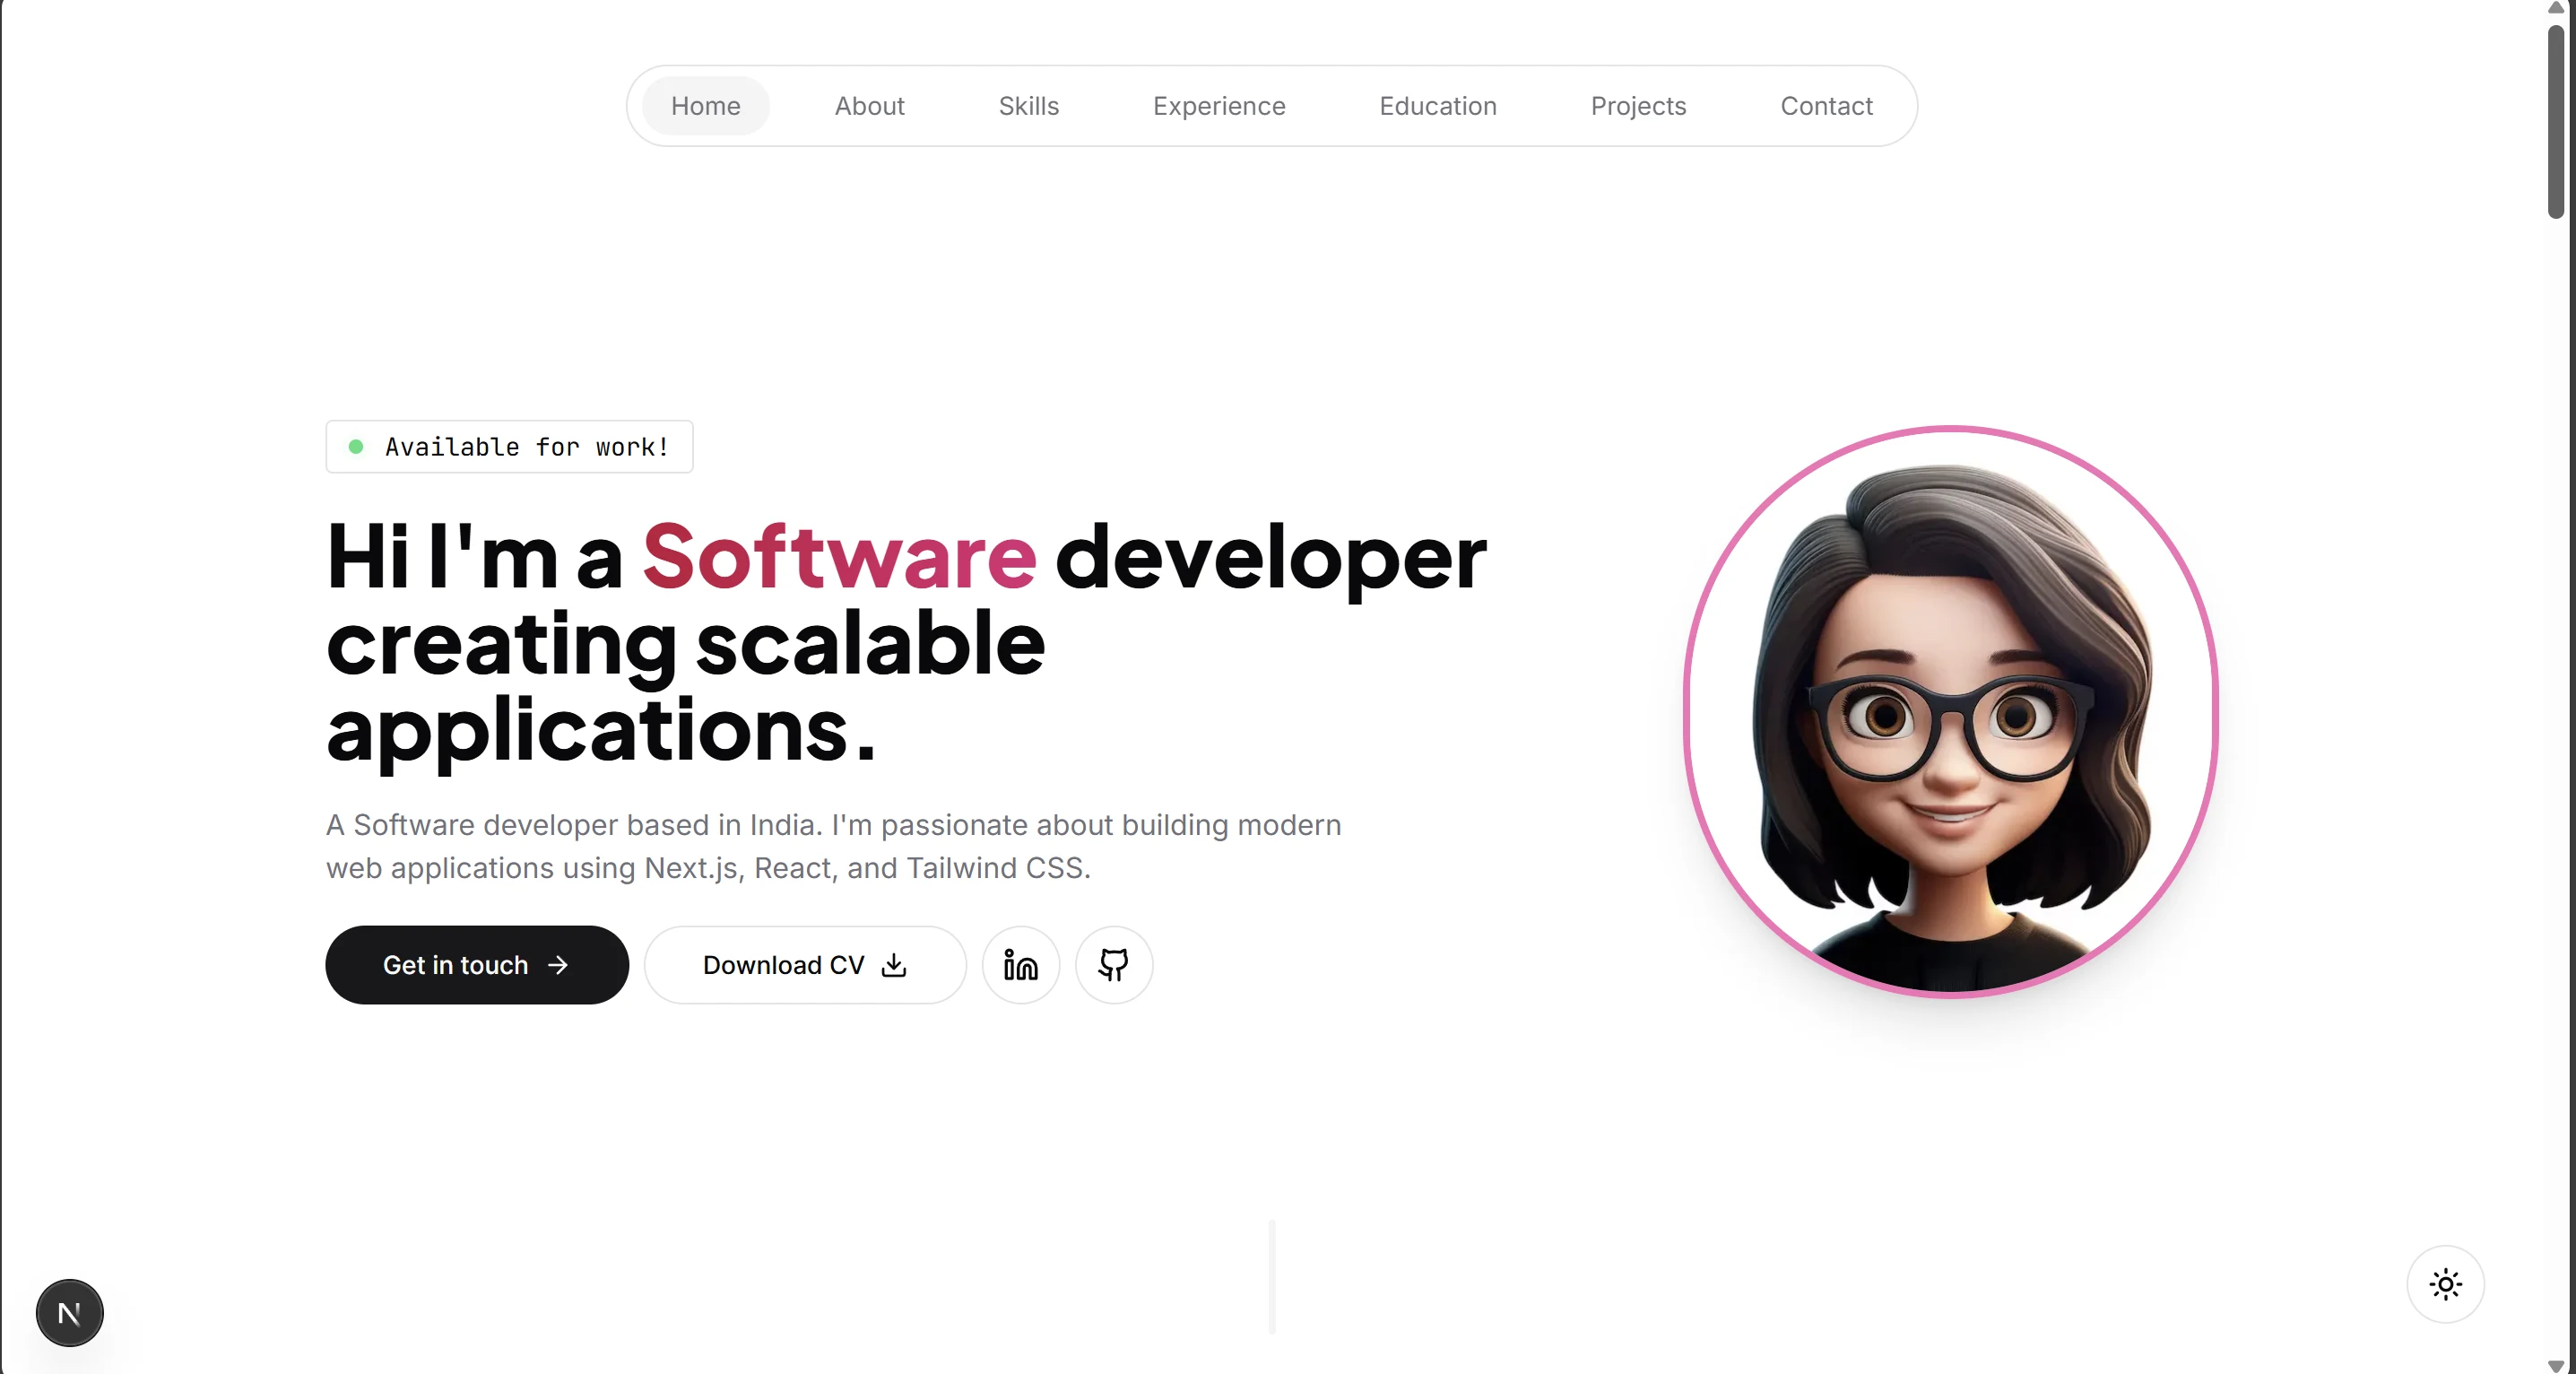 Home About Skills Experience Education Projects Contact
Available for work!
Hi I'm a Software developer
creating scalable
applications.
A Software developer based in India. I'm passionate about building modern
web applications using Next.js, React, and Tailwind CSS.
Get in touch Download CV in
N